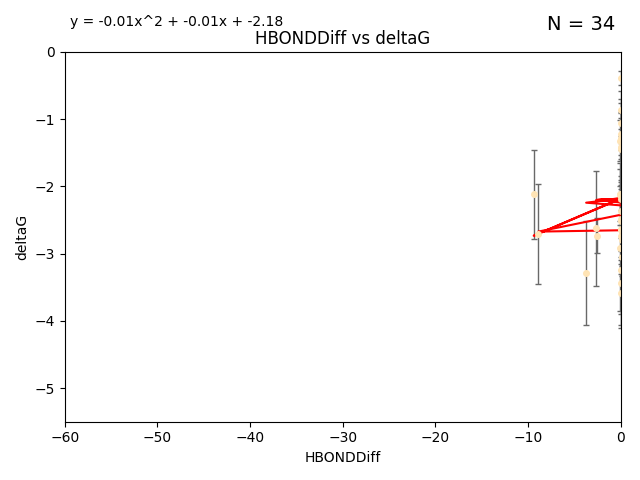 y = -0.01x^2 + -0.01x + -2.18
N = 34
HBONDDiff vs deltaG
0
−1
−2
−3
−4
−5
deltaG
−60
−50
−40
−30
−20
−10
0
HBONDDiff